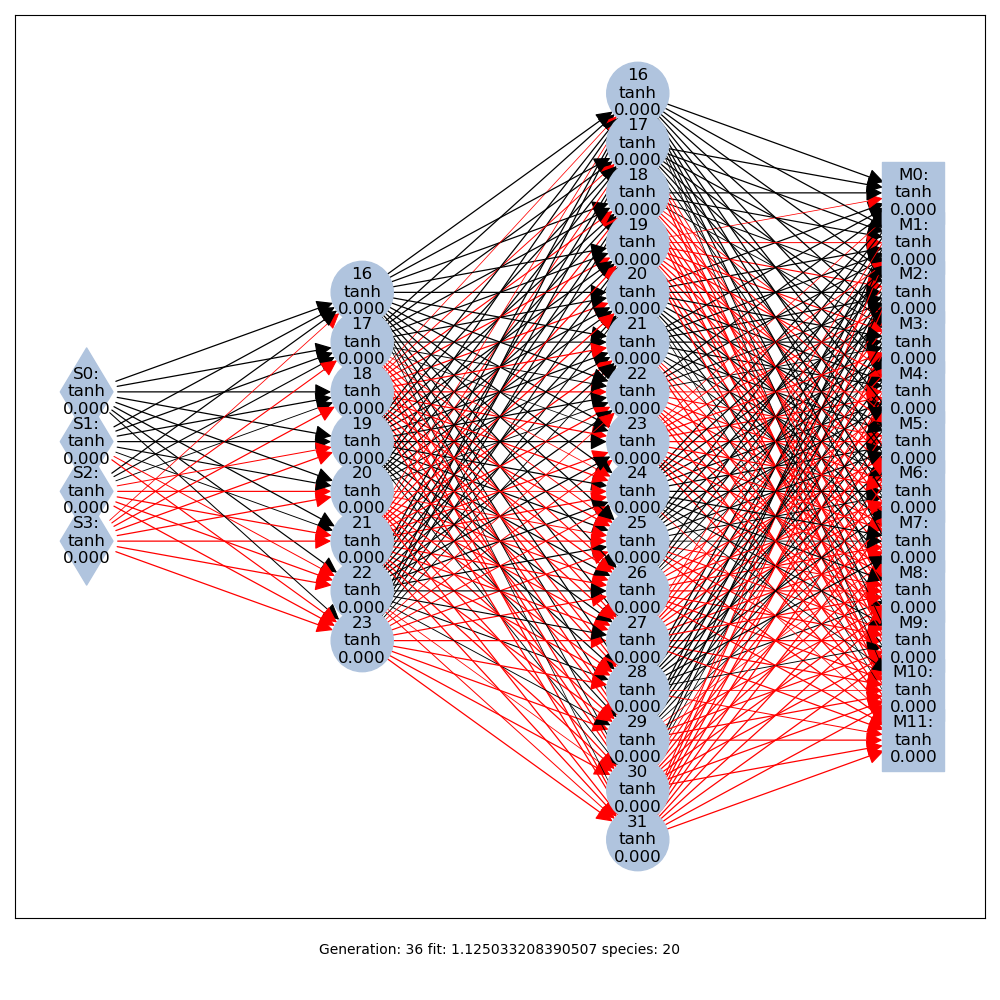 S0:
tanh
0.000
S1:
tanh
0.000
S2:
tanh
0.000
S3:
tanh
0.000
16
tanh
0.000
17
tanh
0.000
18
tanh
0.000
19
tanh
0.000
20
tanh
0.000
21
tanh
0.000
22
tanh
0.000
23
tanh
0.000
16
tanh
0.000
17
tanh
0.000
18
tanh
0.000
19
tanh
0.000
20
tanh
0.000
21
tanh
0.000
22
tanh
0.000
23
tanh
0.000
24
tanh
0.000
25
tanh
0.000
26
tanh
0.000
27
tanh
0.000
28
tanh
0.000
29
tanh
0.000
30
tanh
0.000
31
tanh
0.000
M0:
tanh
0.000
M1:
tanh
0.000
M2:
tanh
0.000
M3:
tanh
0.000
M4:
tanh
0.000
M5:
tanh
0.000
M6:
tanh
0.000
M7:
tanh
0.000
M8:
tanh
0.000
M9:
tanh
0.000
M10:
tanh
0.000
M11:
tanh
0.000
Generation: 36 fit: 1.125033208390507 species: 20